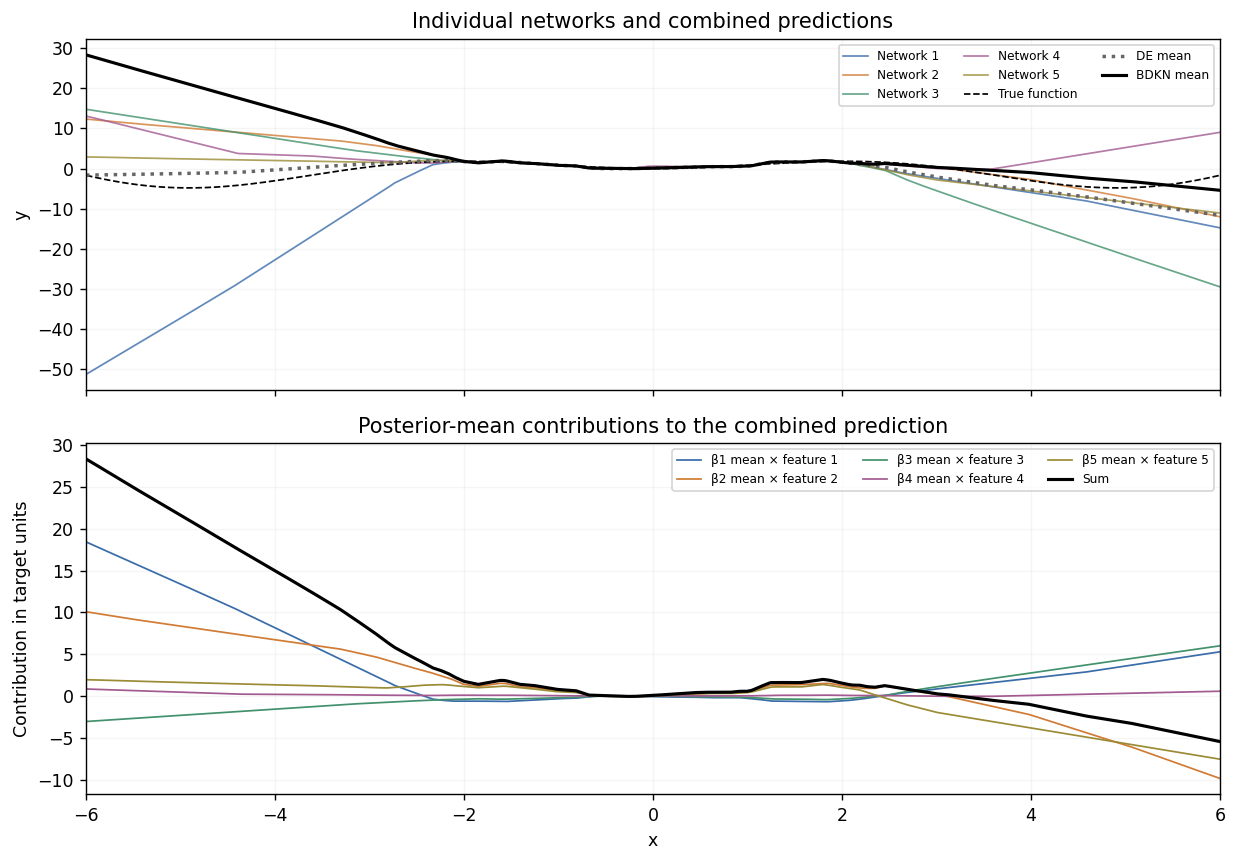 Individual networks and combined predictions
30
20
10
0
−10
−20
−30
−40
−50
y
Network 1
Network 2
Network 3
Network 4
Network 5
True function
DE mean
BDKN mean
Posterior-mean contributions to the combined prediction
30
25
20
15
10
5
0
−5
−10
Contribution in target units
β1 mean × feature 1
β2 mean × feature 2
β3 mean × feature 3
β4 mean × feature 4
β5 mean × feature 5
Sum
−6
−4
−2
0
2
4
6
x